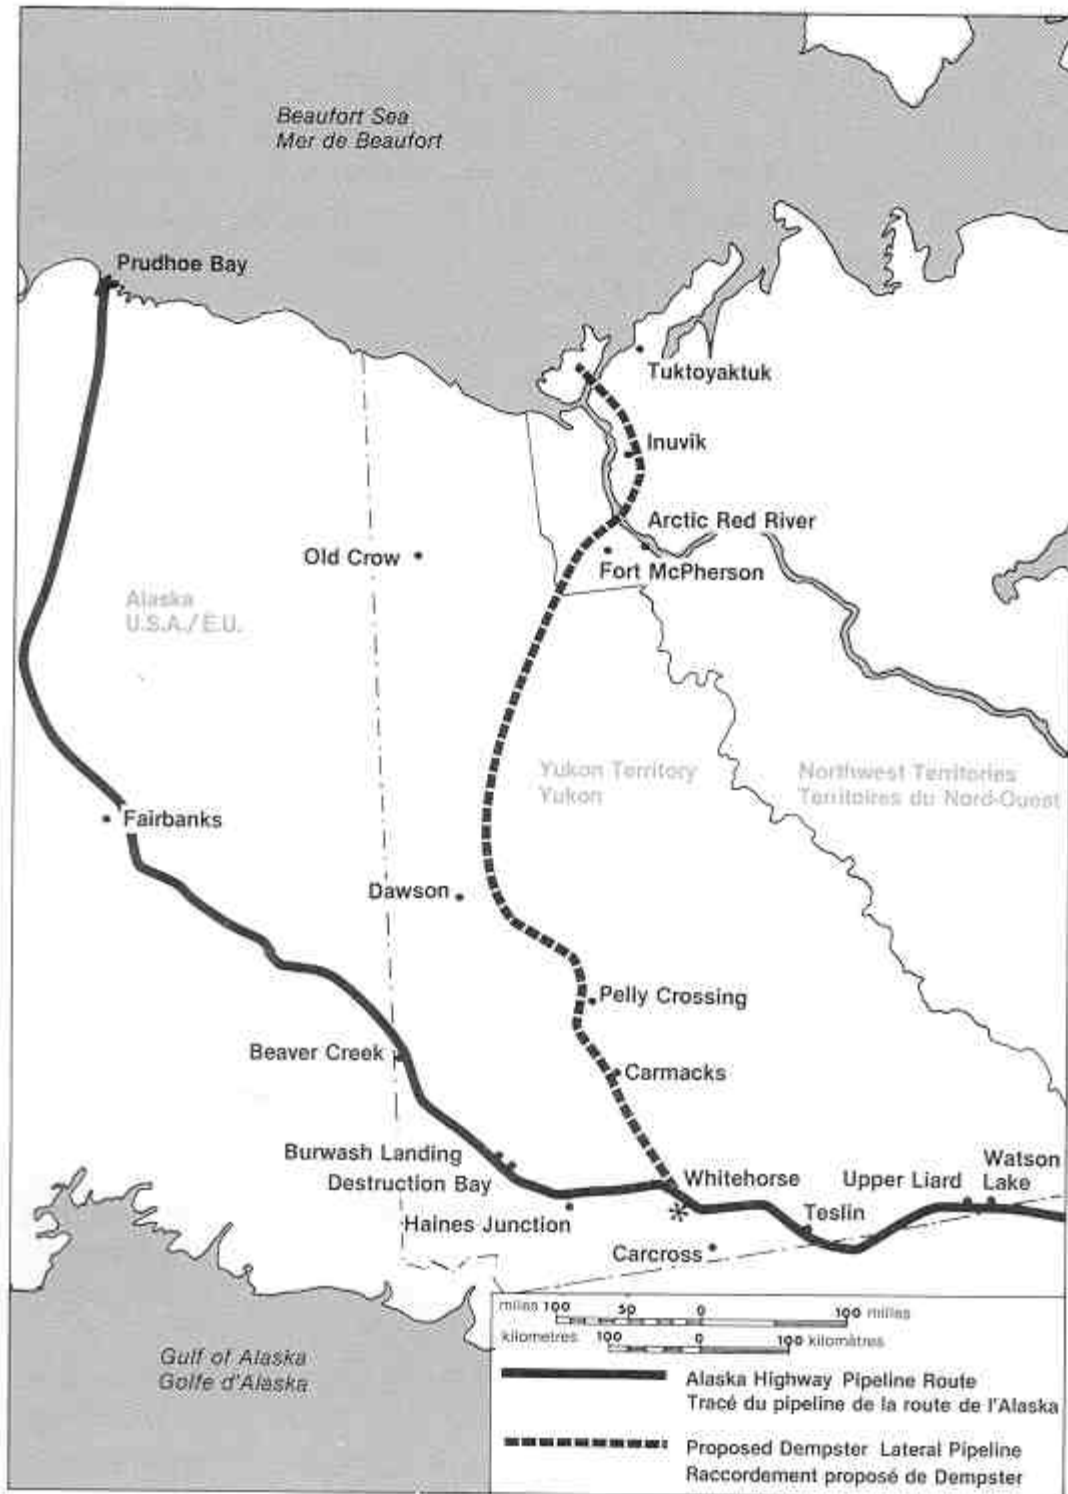 Beaufort Sea
Mer de Beaufort
Prudhoe Bay
Tuktoyaktuk
Inuvik
Arctic Red River
Old Crow
Fort McPherson
Alaska
U.S.A./É.U.
Yukon Territory
Yukon
Northwest Territories
Territoires du Nord-Ouest
Fairbanks
Dawson
Pelly Crossing
Beaver Creek
Carmacks
Burwash Landing
Destruction Bay
Haines Junction
Whitehorse
Upper Liard
Watson
Lake
Teslin
Carcross
miles 100 50 0 100 miles
kilometres 100 0 100 kilomètres
Gulf of Alaska
Golfe d'Alaska
Alaska Highway Pipeline Route
Tracé du pipeline de la route de l'Alaska
Proposed Dempster Lateral Pipeline
Raccordement proposé de Dempster